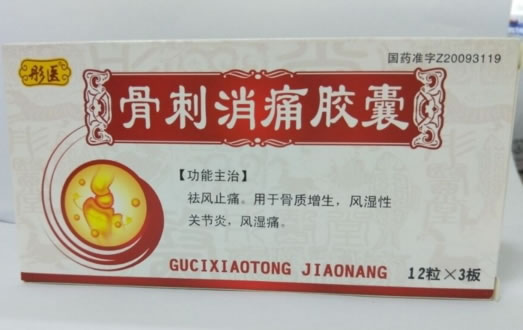 彤医
国药准字Z20093119
骨刺消痛胶囊
【功能主治】
祛风止痛。用于骨质增生，风湿性
关节炎，风湿痛。
GUCIXIAOTONG JIAONANG
12粒×3板